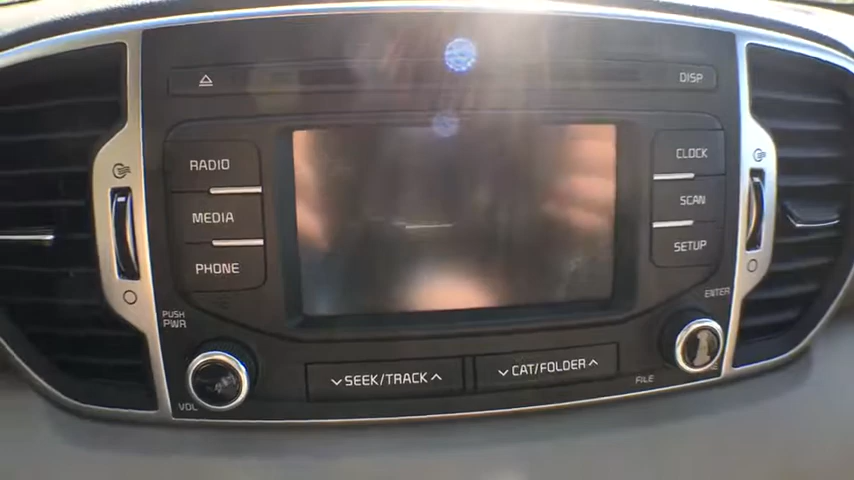 DISP
RADIO
MEDIA
PHONE
CLOCK
SCAN
SETUP
PUSH
PWR
VOL
SEEK/TRACK
CAT/FOLDER
ENTER
FILE